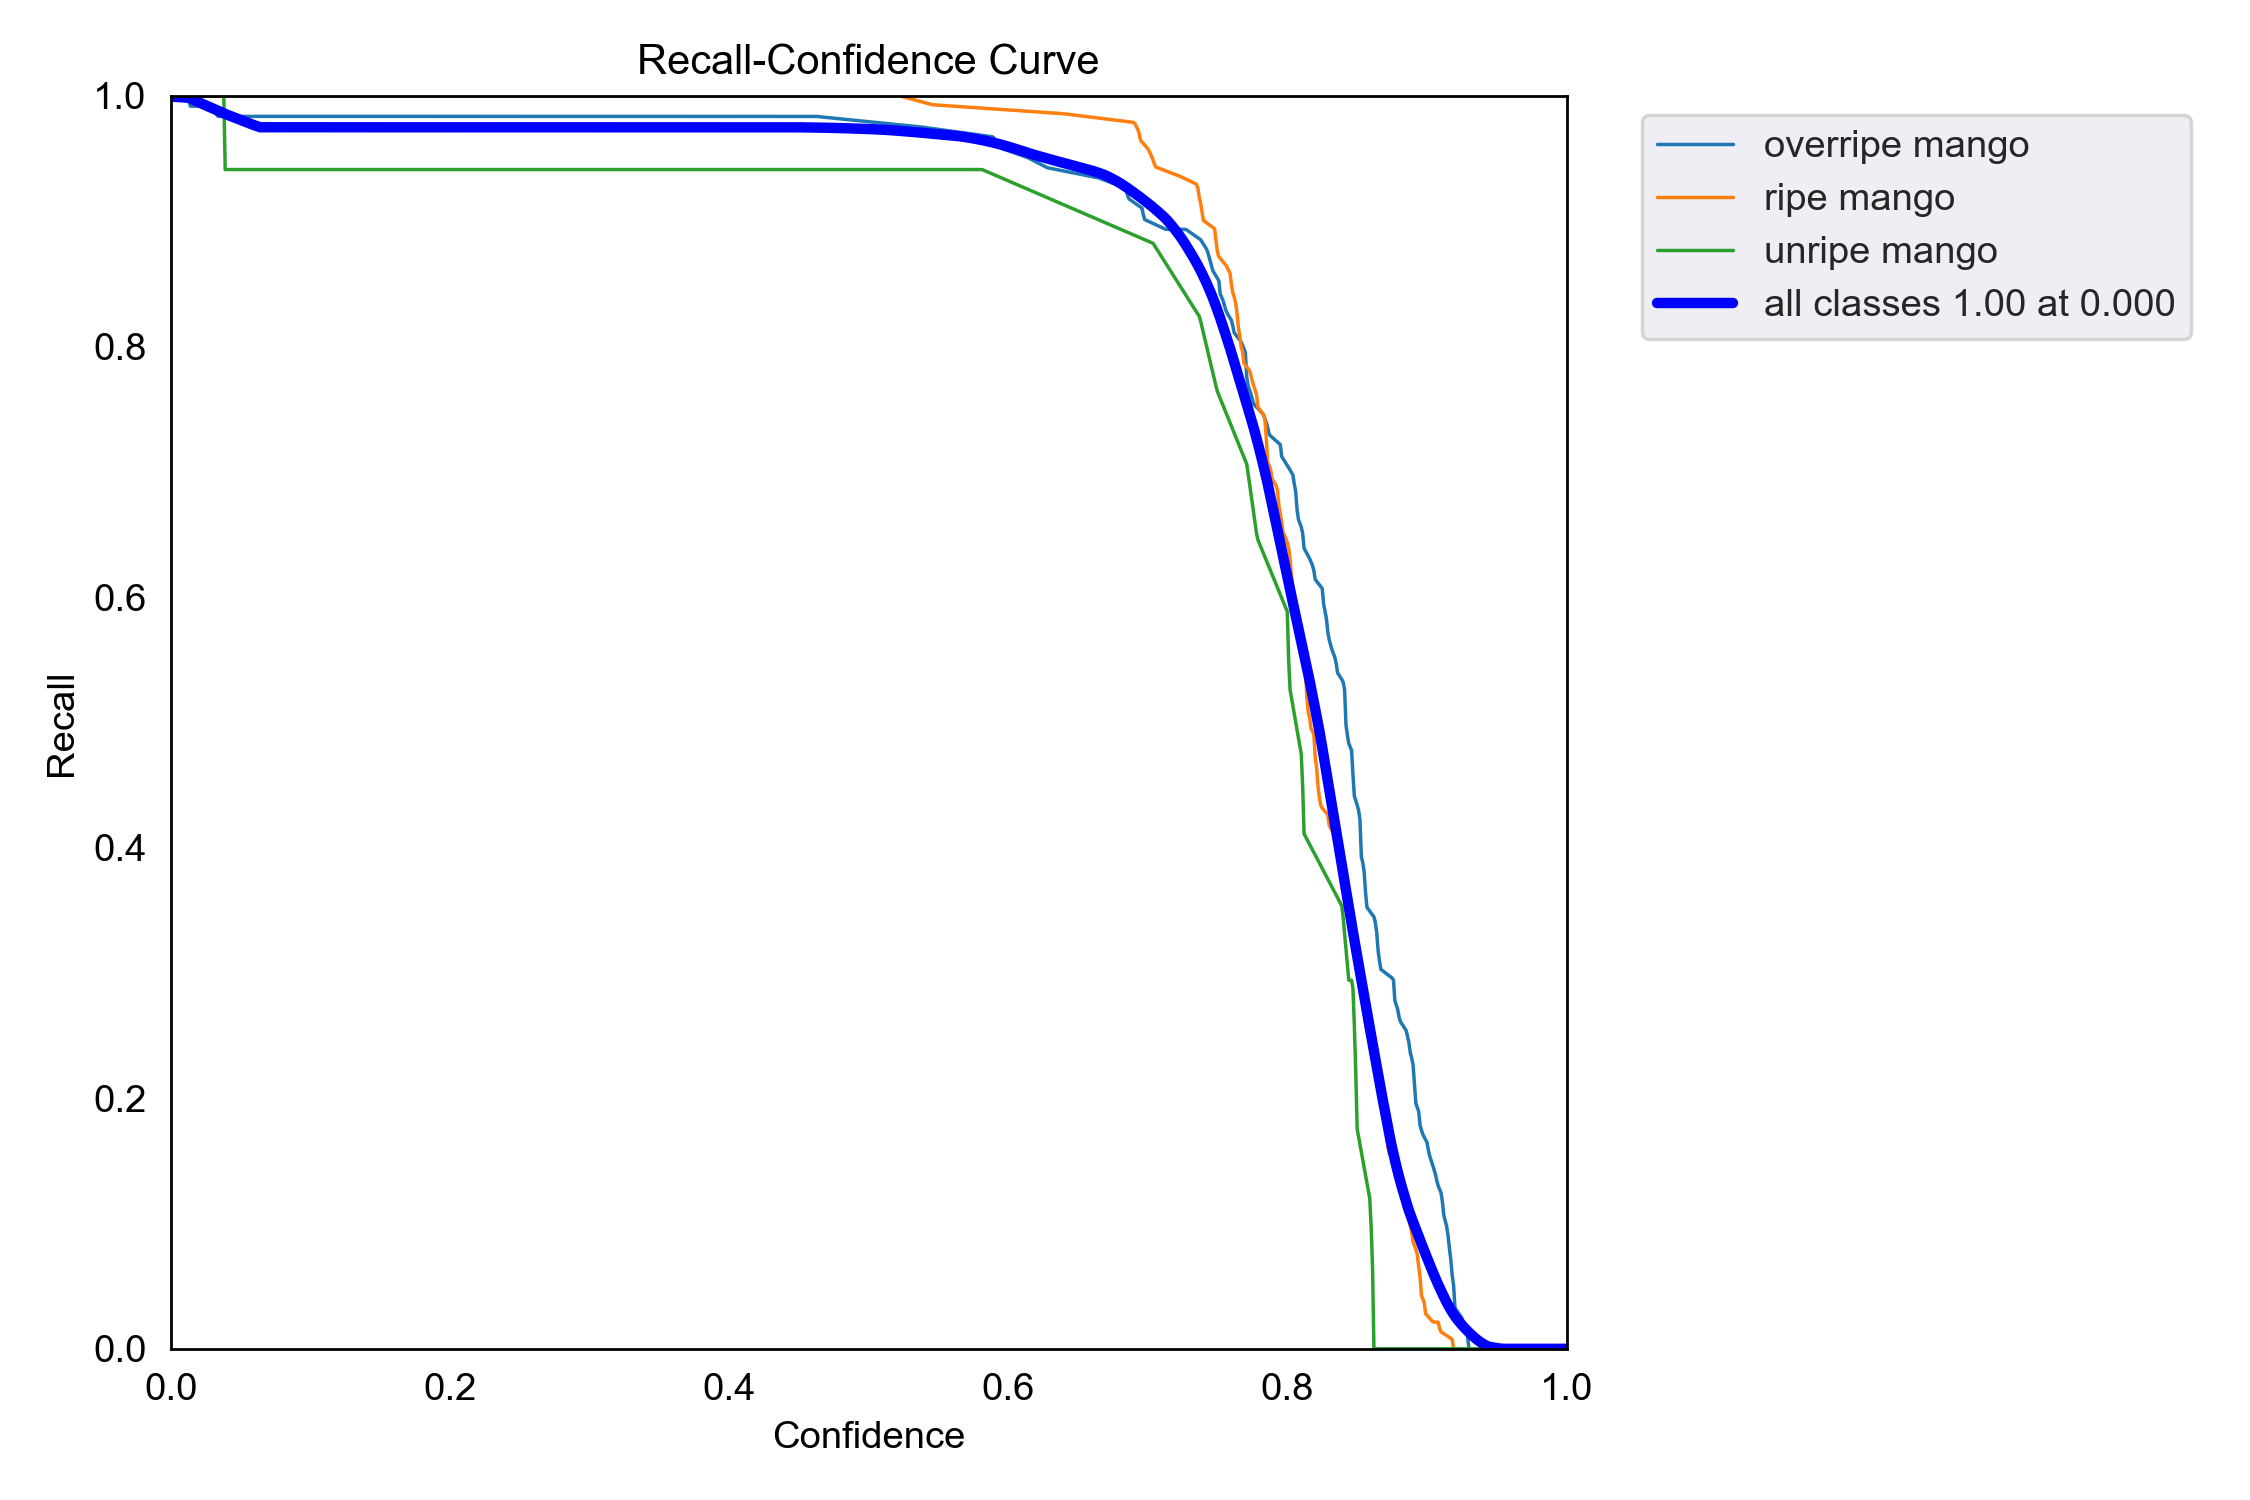 Recall-Confidence Curve
1.0
0.8
0.6
0.4
0.2
0.0
Recall
0.0 0.2 0.4 0.6 0.8 1.0
Confidence
overripe mango
ripe mango
unripe mango
all classes 1.00 at 0.000